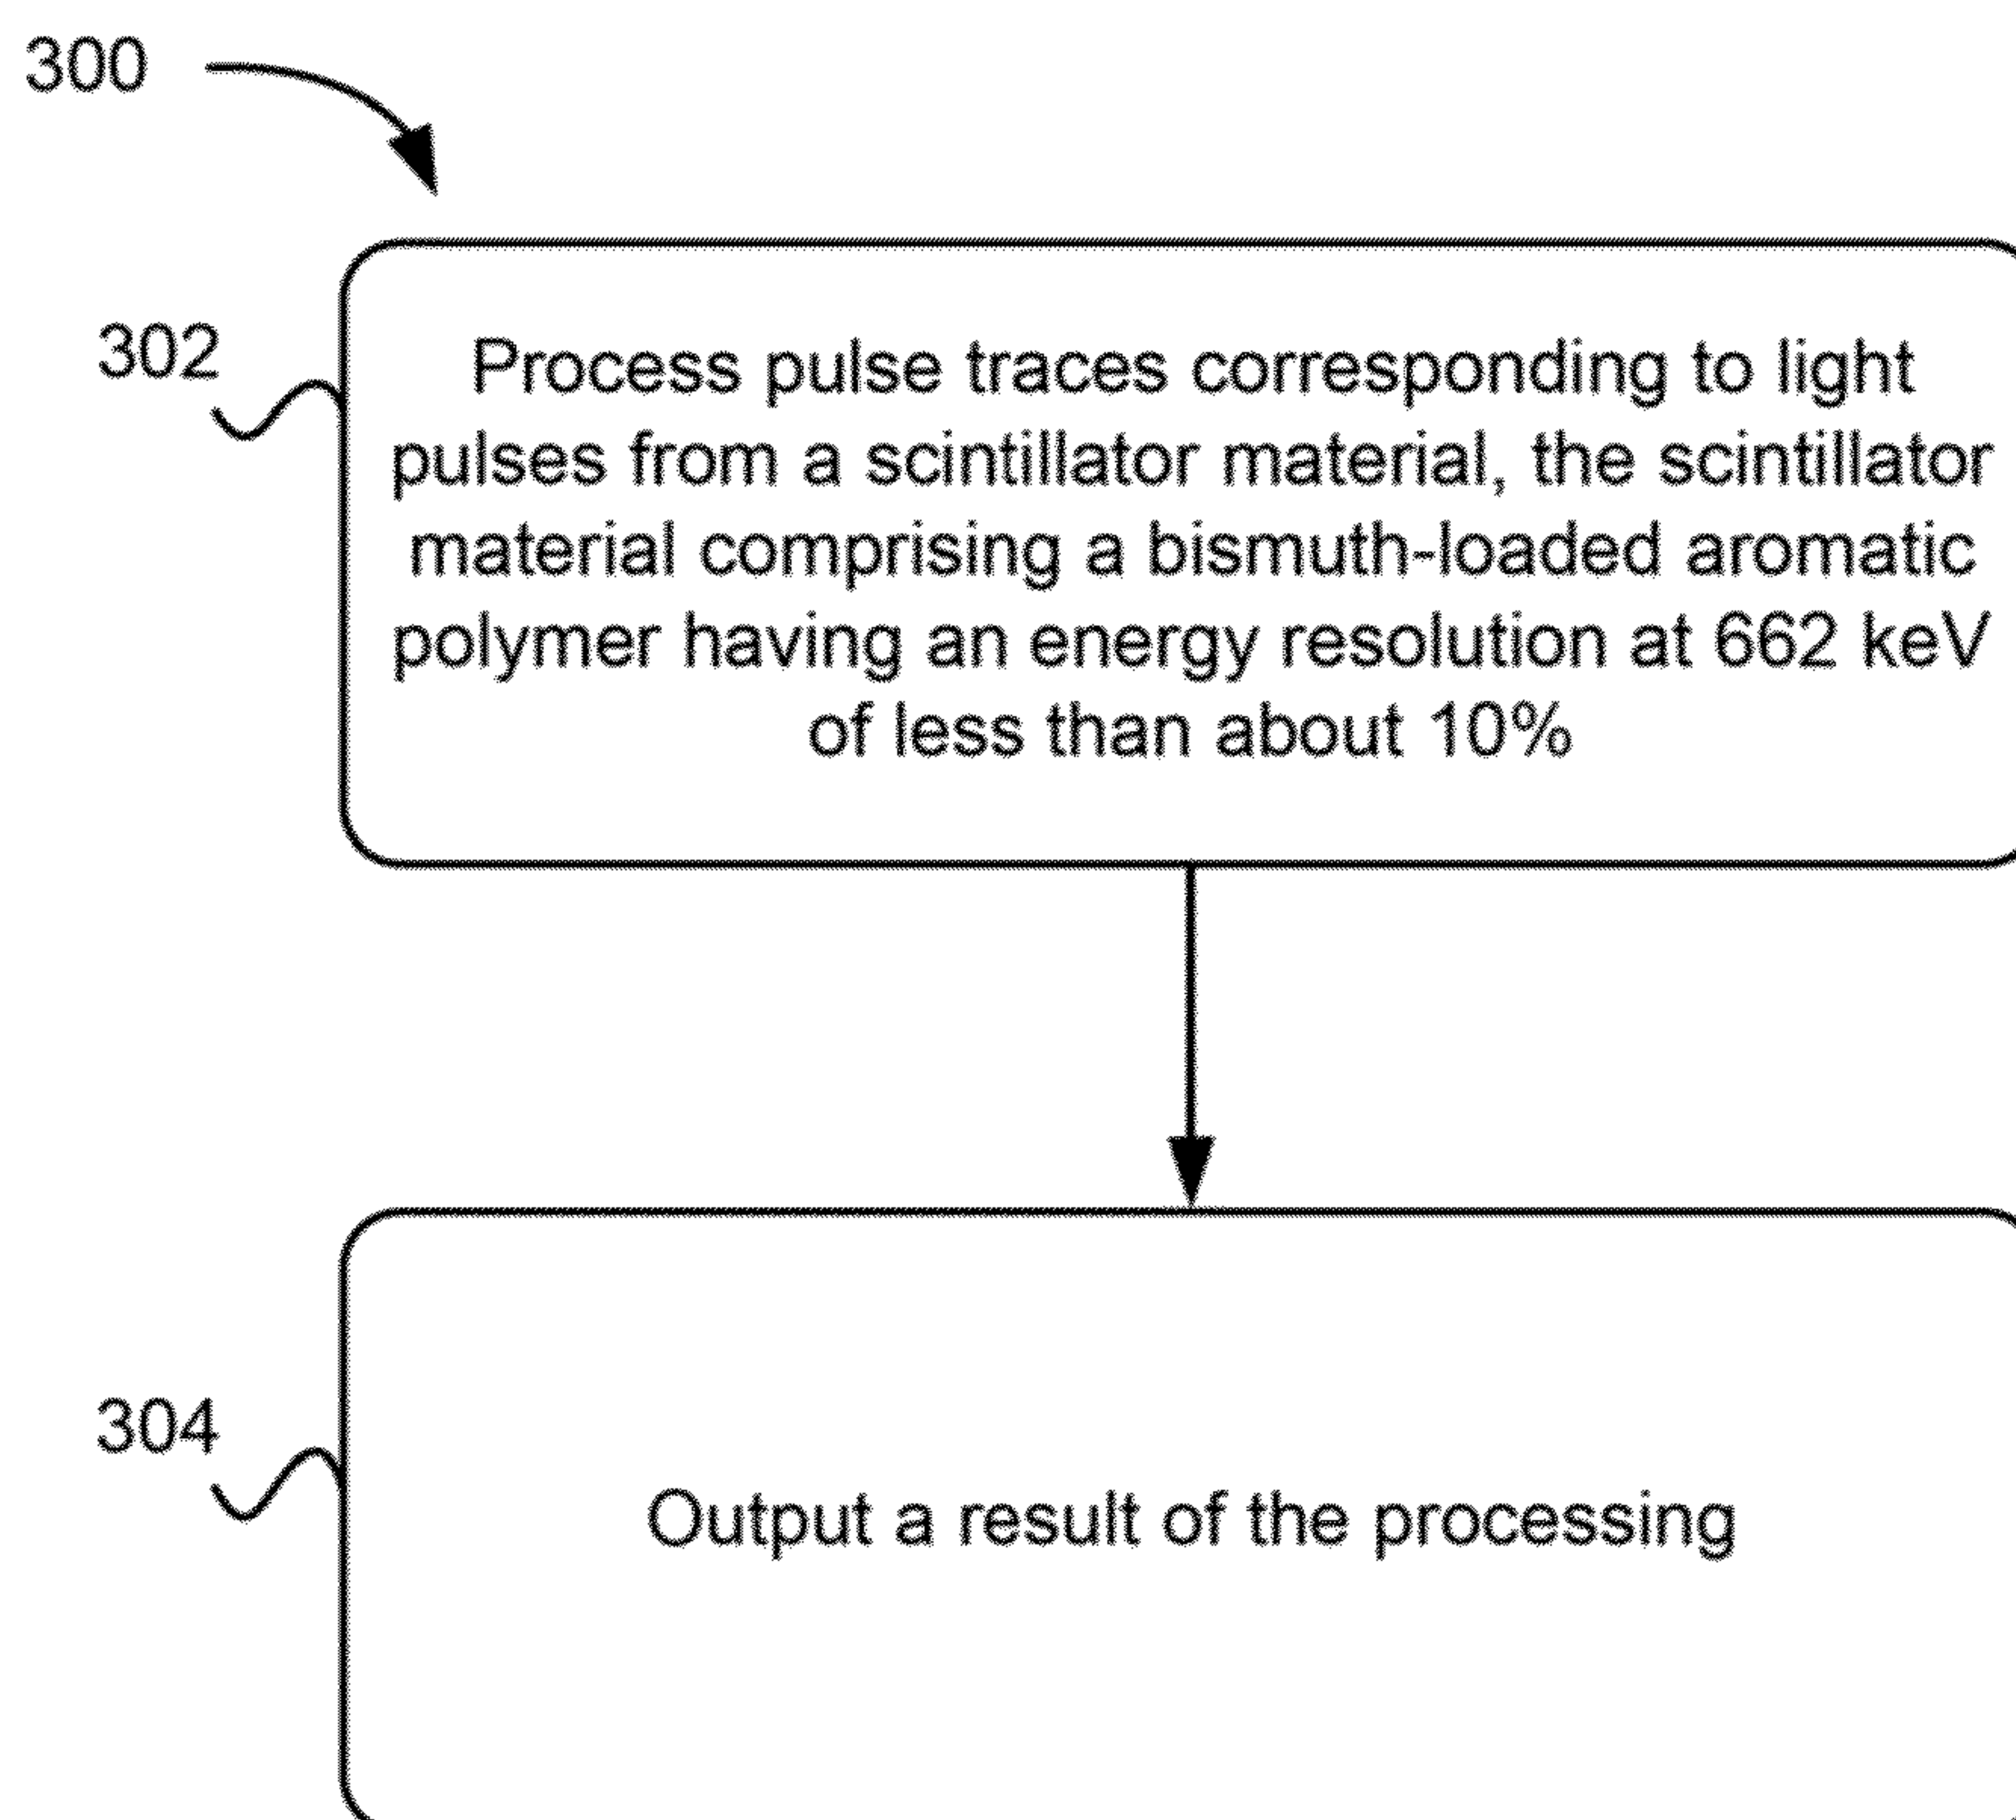 300
302
Process pulse traces corresponding to light
pulses from a scintillator material, the scintillator
material comprising a bismuth-loaded aromatic
polymer having an energy resolution at 662 keV
of less than about 10%
304
Output a result of the processing